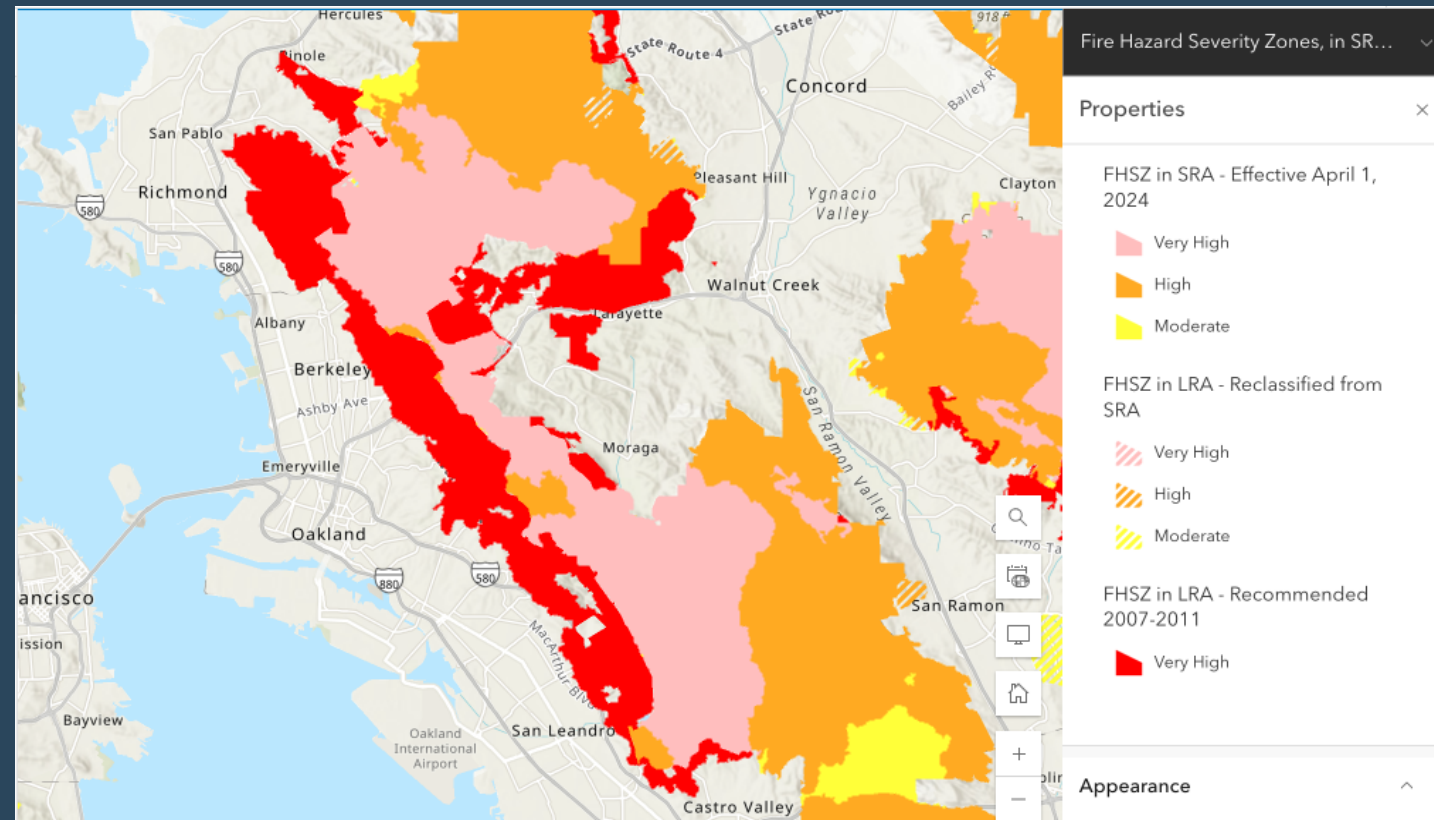 Hercules
State Route 4
918 ft
Pinole
Concord
San Pablo
Richmond
580
Pleasant Hill
Ygnacio
Valley
Clayton
580
Walnut Creek
Lafayette
Albany
Berkeley
Ashby Ave
San Ramon Valley
Moraga
Emeryville
Oakland
880
580
ancisco
ission
San Ramon
MacArthur Blvd
Bayview
San Leandro
Oakland
International
Airport
Castro Valley
Fire Hazard Severity Zones, in SR...
Properties
FHSZ in SRA - Effective April 1,
2024
Very High
High
Moderate
FHSZ in LRA - Reclassified from
SRA
Very High
High
Moderate
FHSZ in LRA - Recommended
2007-2011
Very High
Appearance